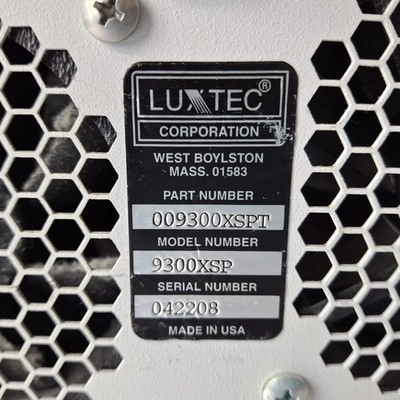 LUXTEC®
CORPORATION
WEST BOYLSTON
MASS. 01583
PART NUMBER
009300XSPT
MODEL NUMBER
9300XSP
SERIAL NUMBER
042208
MADE IN USA